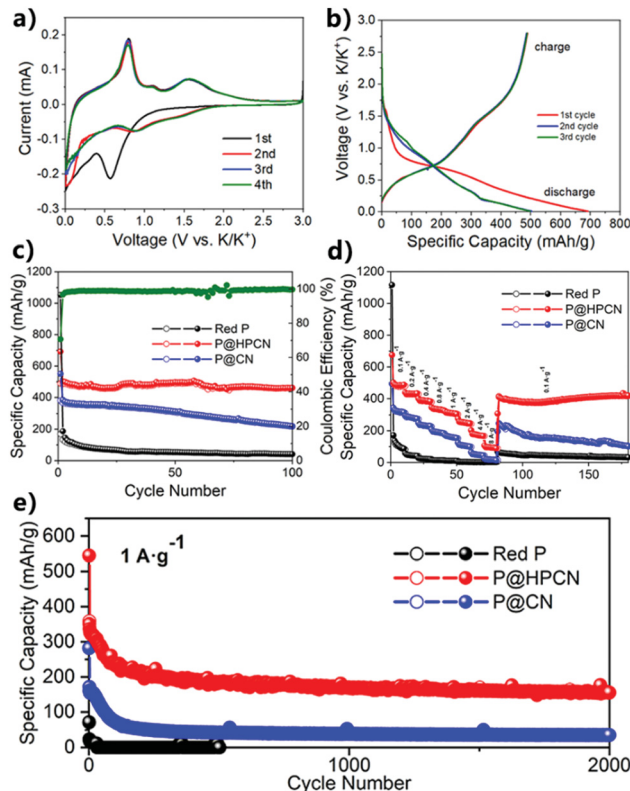 a)
Current (mA)
0.2
0.1
0.0
-0.1
-0.2
-0.3
0.0 0.5 1.0 1.5 2.0 2.5 3.0
Voltage (V vs. K/K+)
1st
2nd
3rd
4th
b)
Voltage (V vs. K/K+)
3.0
2.5
2.0
1.5
1.0
0.5
0.0
0 100 200 300 400 500 600 700 800
Specific Capacity (mAh/g)
charge
1st cycle
2nd cycle
3rd cycle
discharge
c)
Specific Capacity (mAh/g)
1200
1000
800
600
400
200
0
0 50 100
Cycle Number
Red P
P@HPCN
P@CN
100
80
60
40
20
0
Coulombic Efficiency (%)
d)
Specific Capacity (mAh/g)
1200
1000
800
600
400
200
0
0 50 100 150
Cycle Number
Red P
P@HPCN
P@CN
0.1 A·g-1
0.2 A·g-1
0.4 A·g-1
0.8 A·g-1
1 A·g-1
2 A·g-1
4 A·g-1
0.1 A·g-1
e)
1 A·g-1
Specific Capacity (mAh/g)
600
500
400
300
200
100
0
0 1000 2000
Cycle Number
Red P
P@HPCN
P@CN